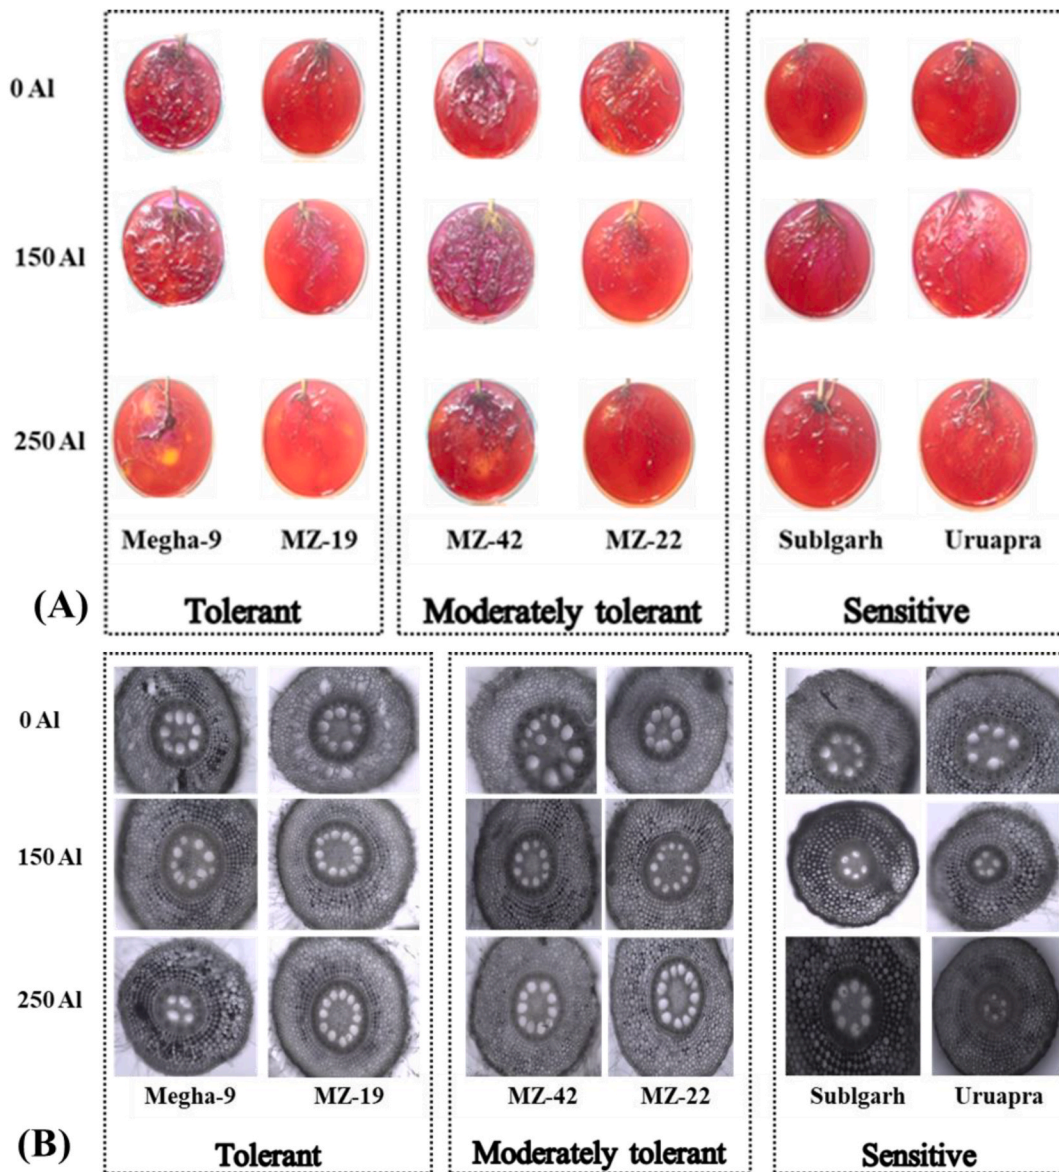 0 Al
150 Al
250 Al
Megha-9 MZ-19 MZ-42 MZ-22 Sublgarh Uruapra
(A) Tolerant Moderately tolerant Sensitive
0 Al
150 Al
250 Al
Megha-9 MZ-19 MZ-42 MZ-22 Sublgarh Uruapra
(B) Tolerant Moderately tolerant Sensitive